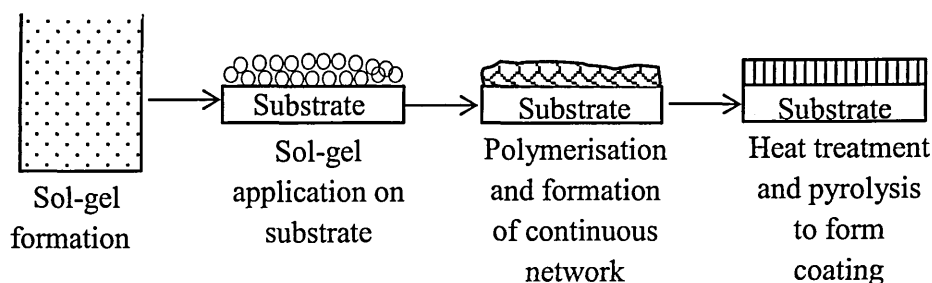 Substrate
Substrate
Substrate
Sol-gel
formation
Sol-gel
application on
substrate
Polymerisation
and formation
of continuous
network
Heat treatment
and pyrolysis
to form
coating